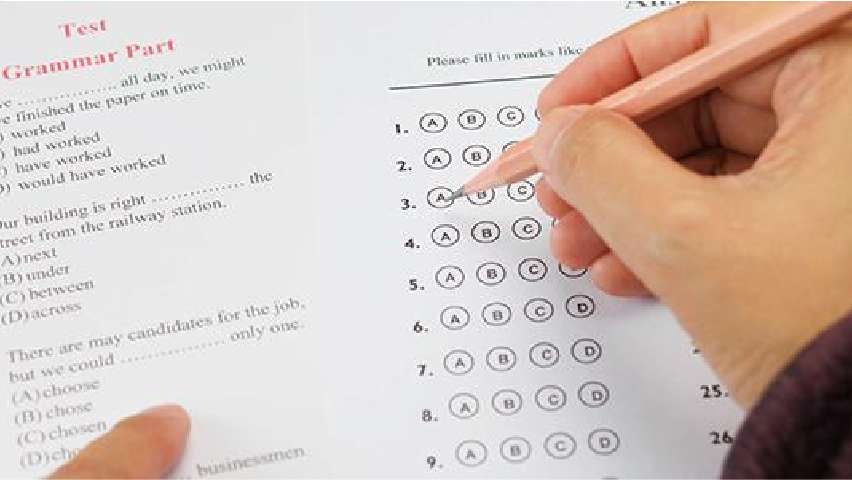 Test
Grammar Part
.................. all day, we might
finished the paper on time.
worked
had worked
have worked
would have worked
building is right .................. the
from the railway station.
(A) next
(B) under
(C) between
(D) across
There are may candidates for the job,
but we could .................. only one.
(A) choose
(B) chose
(C) chosen
(D)
businessmen
Please fill in marks like
1. A B C
2. A B
3. A B C
4. A B C
5. A B C
6. A B C D
7. A B C D
8. A B C D
9. A B C D
25.
26